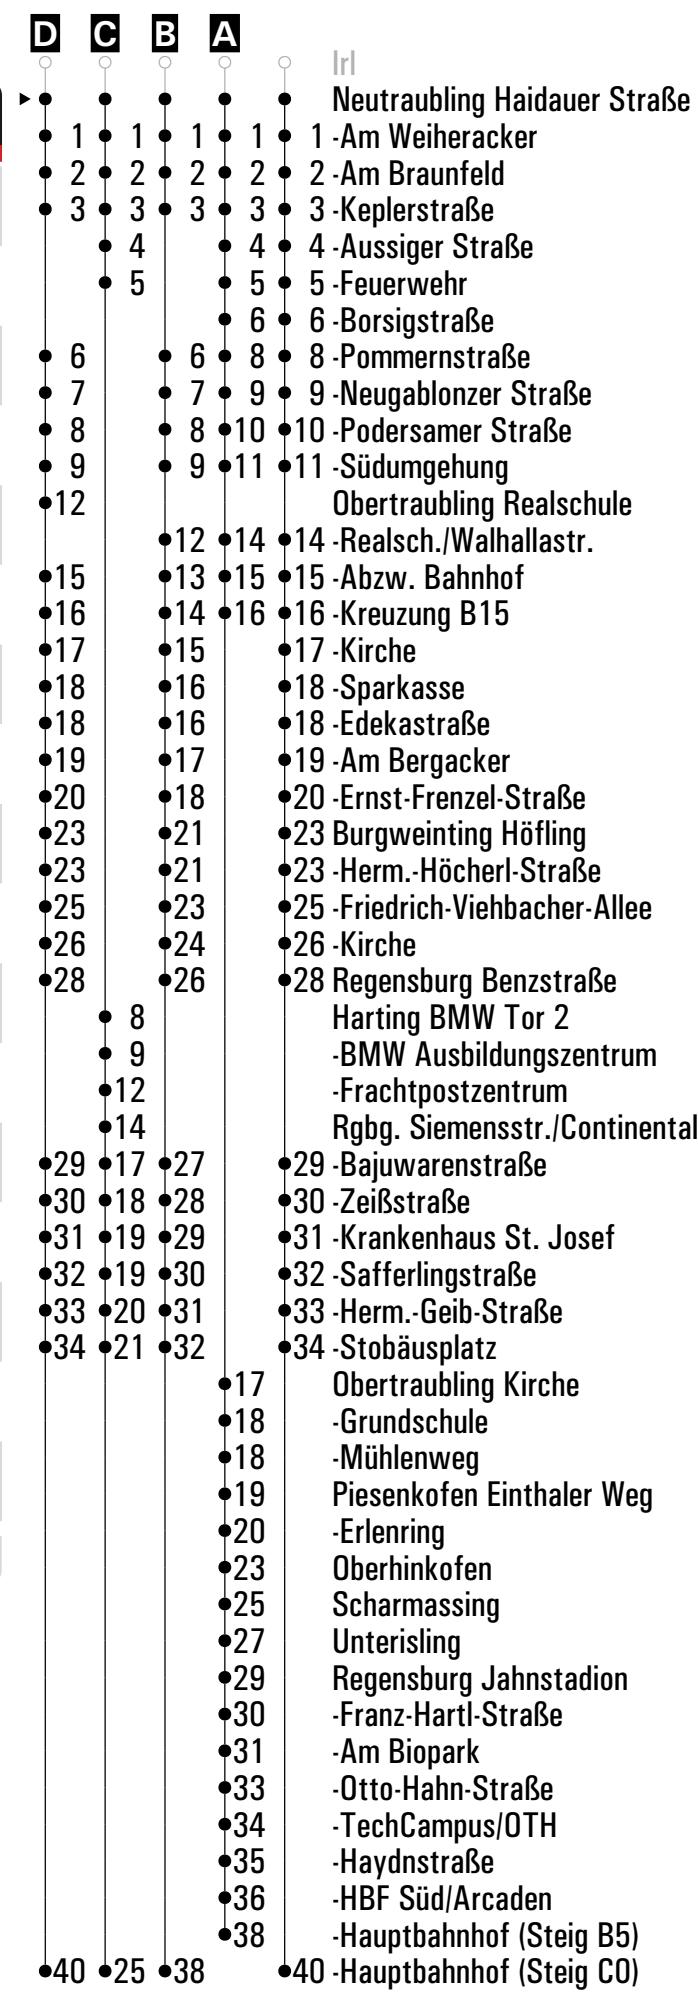 D C B A
Irl
Neutraubling Haidauer Straße
1 1 1 1 1 -Am Weiheracker
2 2 2 2 2 -Am Braunfeld
3 3 3 3 3 -Keplerstraße
4 4 4 -Aussiger Straße
5 5 5 -Feuerwehr
6 6 -Borsigstraße
6 6 8 8 -Pommernstraße
7 7 9 9 -Neugablonzer Straße
8 8 10 10 -Podersamer Straße
9 9 11 11 -Südumgehung
12 Obertraubling Realschule
12 14 14 -Realsch./Walhallastr.
15 13 15 15 -Abzw. Bahnhof
16 14 16 16 -Kreuzung B15
17 15 17 -Kirche
18 16 18 -Sparkasse
18 16 18 -Edekastraße
19 17 19 -Am Bergacker
20 18 20 -Ernst-Frenzel-Straße
23 21 23 Burgweinting Höfling
23 21 23 -Herm.-Höcherl-Straße
25 23 25 -Friedrich-Viehbacher-Allee
26 24 26 -Kirche
28 26 28 Regensburg Benzstraße
8 Harting BMW Tor 2
9 -BMW Ausbildungszentrum
12 -Frachtpostzentrum
14 Rgbg. Siemensstr./Continental
29 17 27 29 -Bajuwarenstraße
30 18 28 30 -Zeißstraße
31 19 29 31 -Krankenhaus St. Josef
32 19 30 32 -Safferlingstraße
33 20 31 33 -Herm.-Geib-Straße
34 21 32 34 -Stobäusplatz
17 Obertraubling Kirche
18 -Grundschule
18 -Mühlenweg
19 Piesenkofen Einthaler Weg
20 -Erlenring
23 Oberhinkofen
25 Scharmassing
27 Unterisling
29 Regensburg Jahnstadion
30 -Franz-Hartl-Straße
31 -Am Biopark
33 -Otto-Hahn-Straße
34 -TechCampus/OTH
35 -Haydnstraße
36 -HBF Süd/Arcaden
38 -Hauptbahnhof (Steig B5)
40 25 38 40 -Hauptbahnhof (Steig C0)